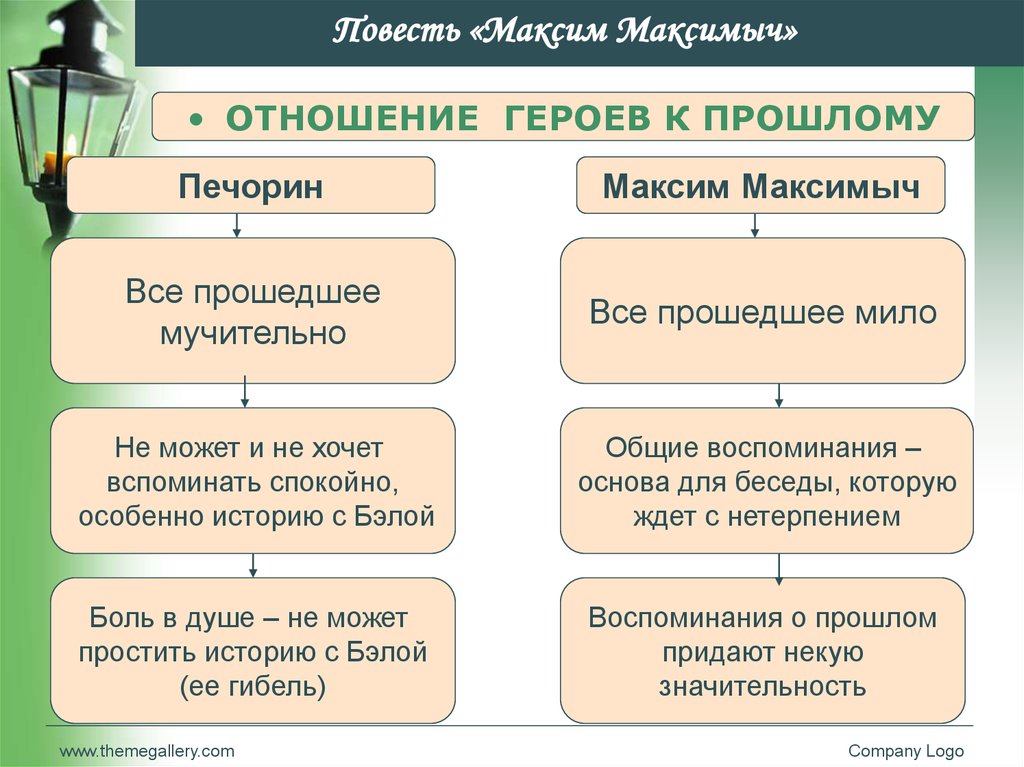 Повесть «Максим Максимыч»
• ОТНОШЕНИЕ ГЕРОЕВ К ПРОШЛОМУ
Печорин
Все прошедшее
мучительно
Не может и не хочет
вспоминать спокойно,
особенно историю с Бэлой
Боль в душе – не может
простить историю с Бэлой
(ее гибель)
Максим Максимыч
Все прошедшее мило
Общие воспоминания –
основа для беседы, которую
ждет с нетерпением
Воспоминания о прошлом
придают некую
значительность
www.themegallery.com
Company Logo